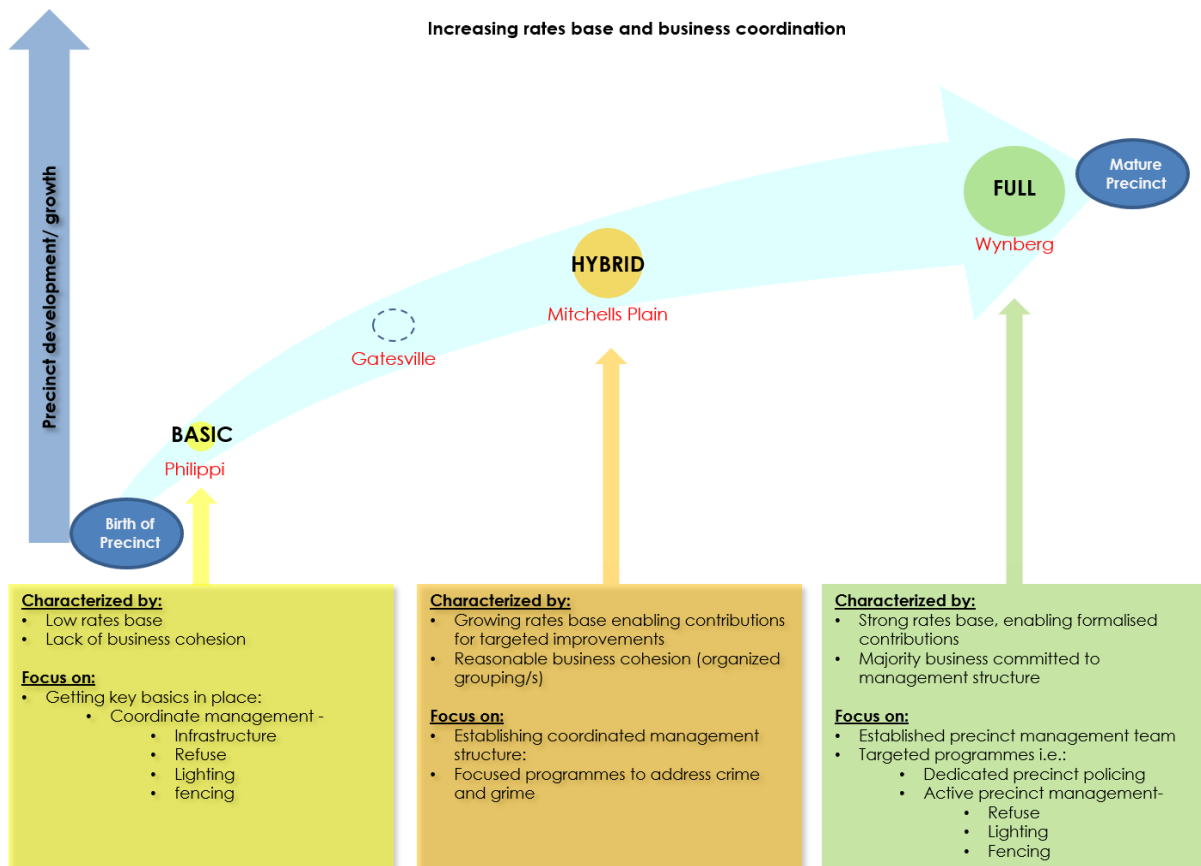 Increasing rates base and business coordination
Precinct development/ growth
Mature
Precinct
FULL
Wynberg
HYBRID
Mitchells Plain
Gatesville
BASIC
Philippi
Birth of
Precinct
Characterized by:
• Low rates base
• Lack of business cohesion
Focus on:
• Getting key basics in place:
• Coordinate management -
• Infrastructure
• Refuse
• Lighting
• fencing
Characterized by:
• Growing rates base enabling contributions
for targeted improvements
• Reasonable business cohesion (organized
grouping/s)
Focus on:
• Establishing coordinated management
structure:
• Focused programmes to address crime
and grime
Characterized by:
• Strong rates base, enabling formalised
contributions
• Majority business committed to
management structure
Focus on:
• Established precinct management team
• Targeted programmes i.e.:
• Dedicated precinct policing
• Active precinct management-
• Refuse
• Lighting
• Fencing